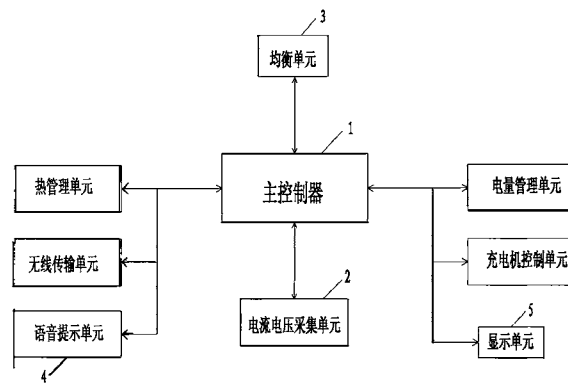 3
均衡单元
1
热管理单元
主控制器
电量管理单元
无线传输单元
充电机控制单元
2
语音提示单元
电流电压采集单元
5
显示单元
4